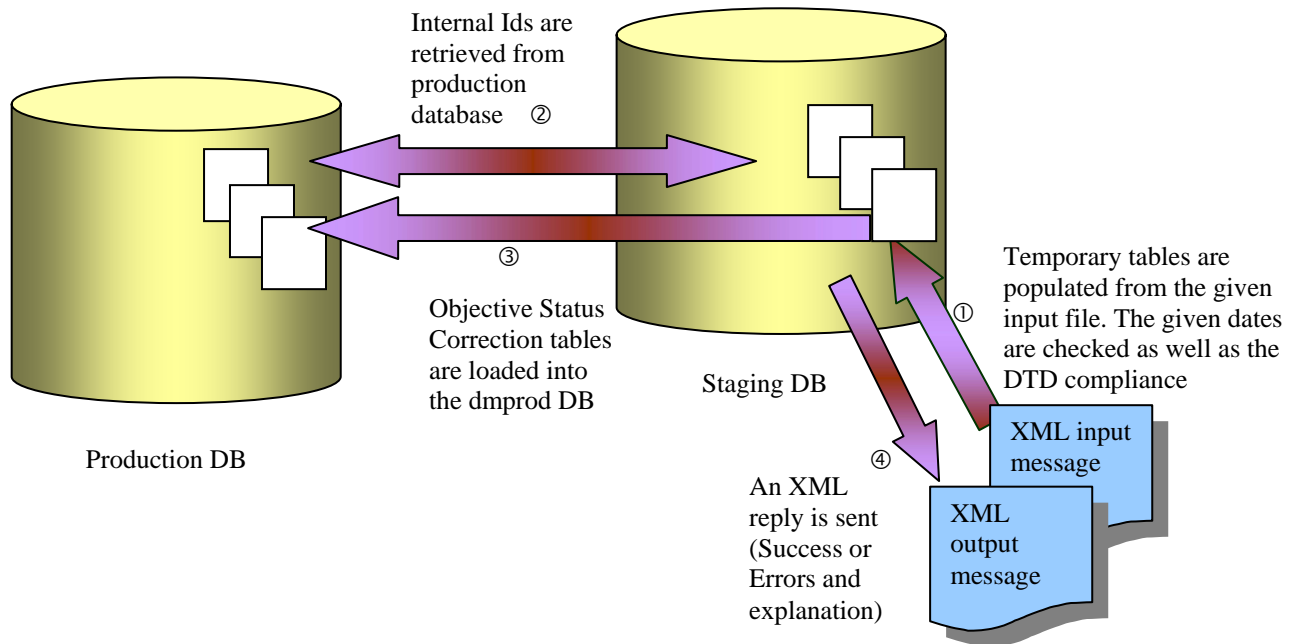 Internal Ids are
retrieved from
production
database ②
③
Objective Status
Correction tables
are loaded into
the dmprod DB
Production DB
Staging DB
①
Temporary tables are
populated from the given
input file. The given dates
are checked as well as the
DTD compliance
④
An XML
reply is sent
(Success or
Errors and
explanation)
XML input
message
XML
output
message